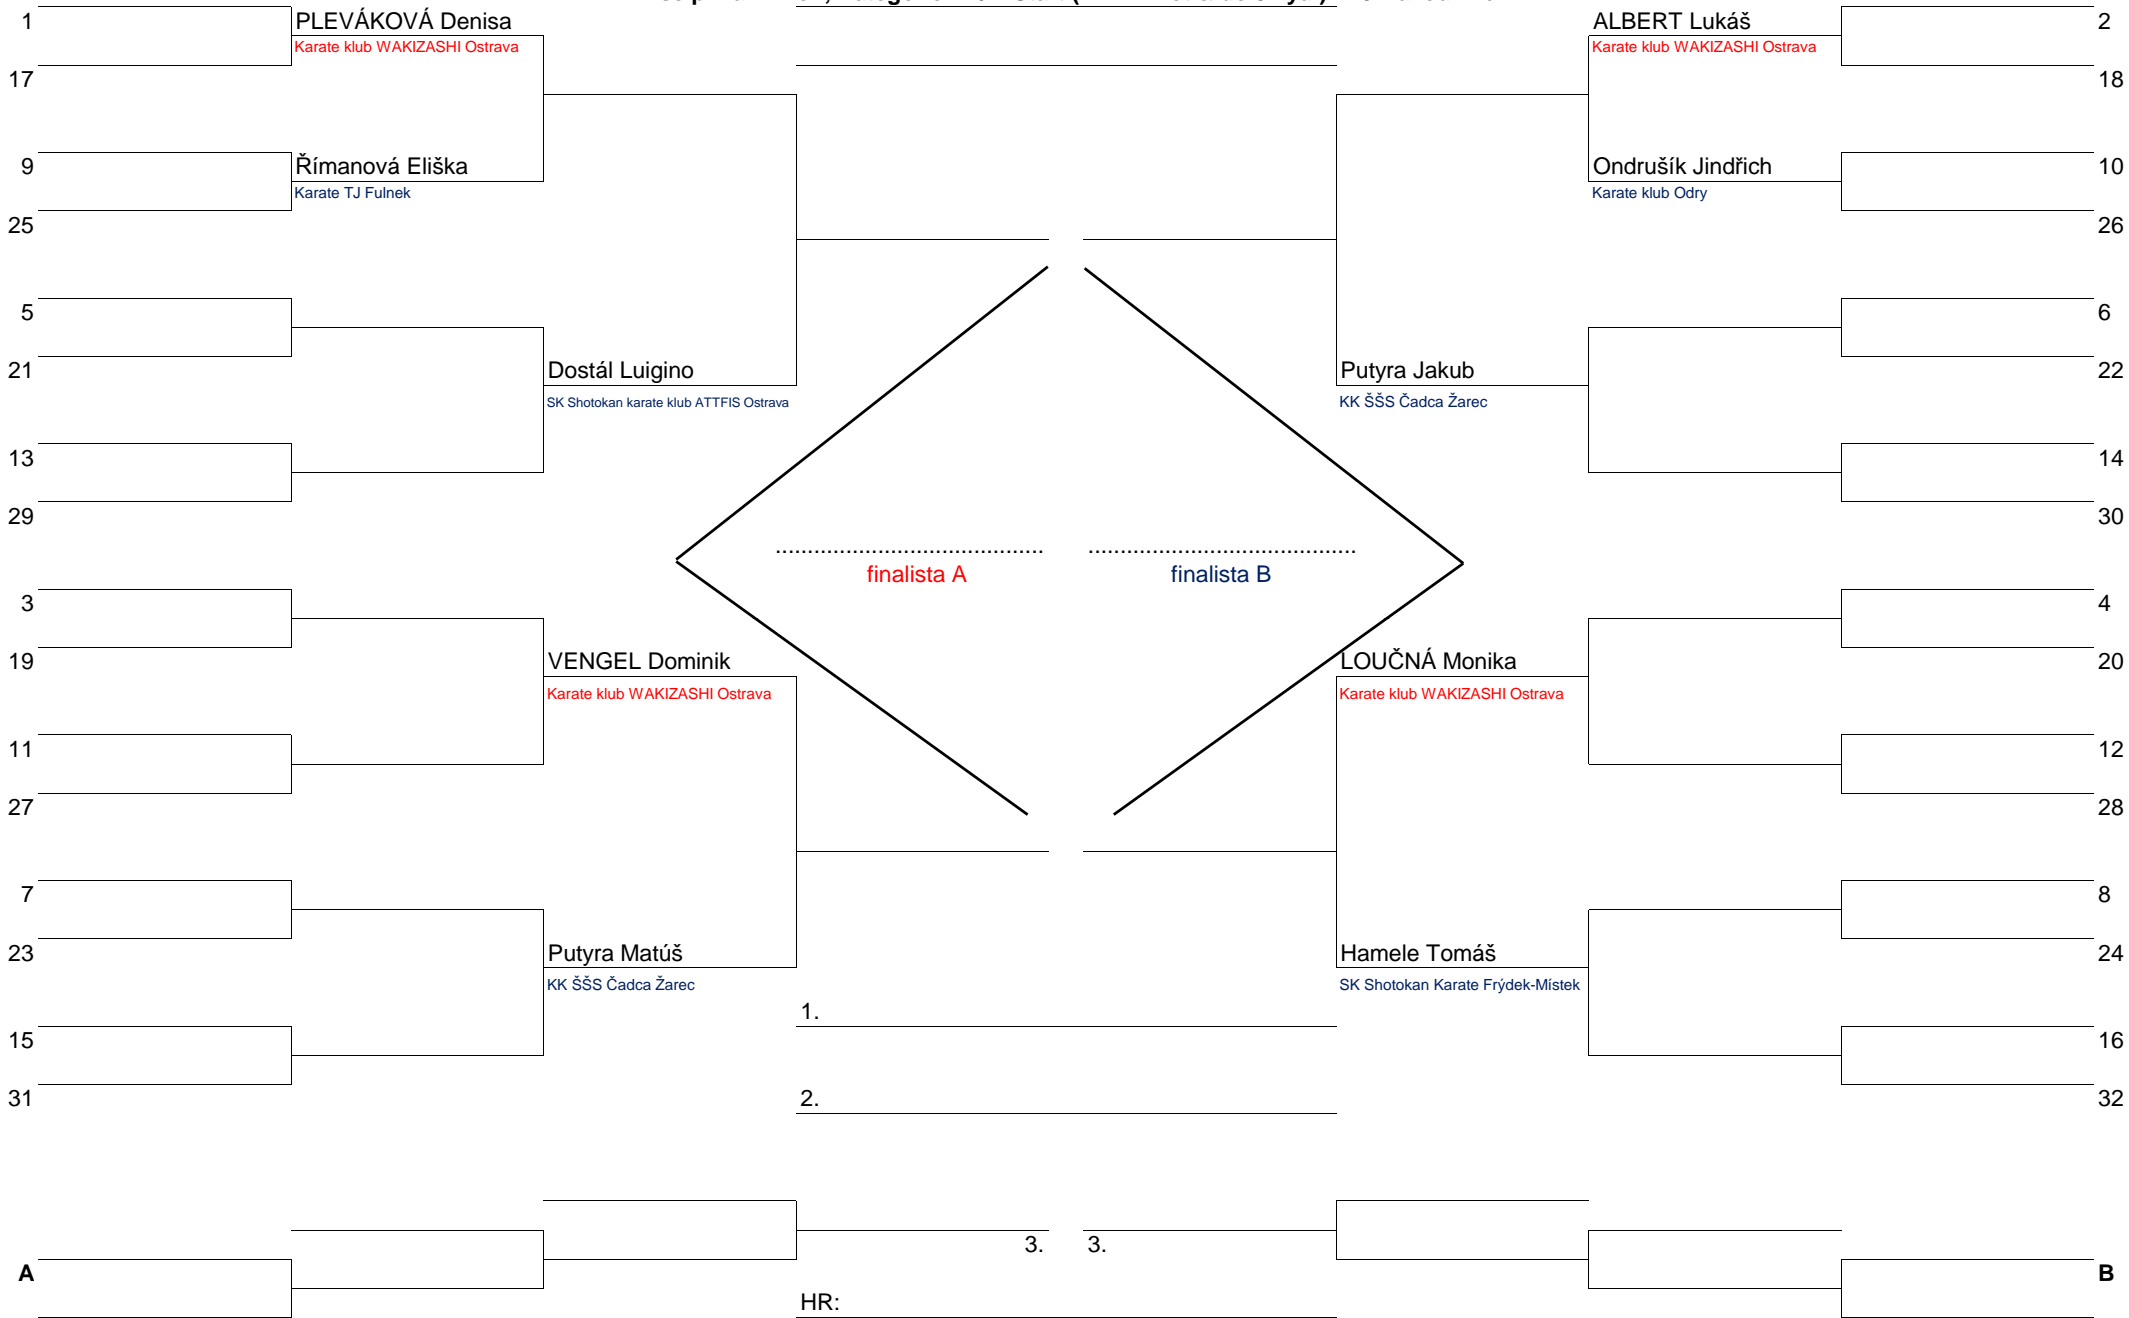 1 PLEVÁKOVÁ Denisa ALBERT Lukáš 2
Karate klub WAKIZASHI Ostrava Karate klub WAKIZASHI Ostrava
17 18
9 Římanová Eliška Ondrušík Jindřich 10
Karate TJ Fulnek Karate klub Odry
25 26
5 6
21 Dostál Luigino Putyra Jakub 22
SK Shotokan karate klub ATTFIS Ostrava KK ŠŠS Čadca Žarec
13 14
29 30
finalista A finalista B
3 4
19 VENGEL Dominik LOUČNÁ Monika 20
Karate klub WAKIZASHI Ostrava Karate klub WAKIZASHI Ostrava
11 12
27 28
7 8
23 Putyra Matúš Hamele Tomáš 24
KK ŠŠS Čadca Žarec SK Shotokan Karate Frýdek-Místek
1.
15 16
31 2. 32
3. 3.
A B
HR: